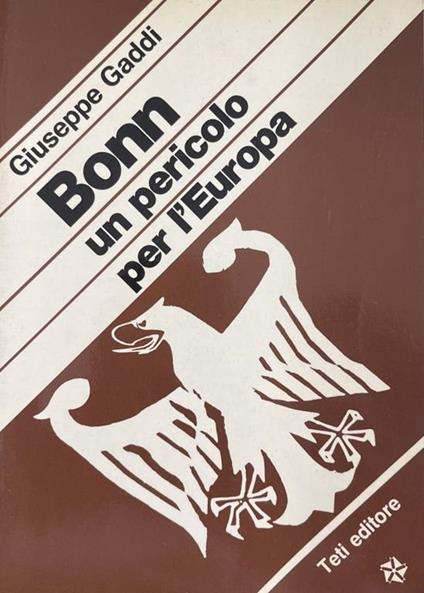 Giuseppe Gaddi
Bonn
un pericolo
per l'Europa
Teti editore